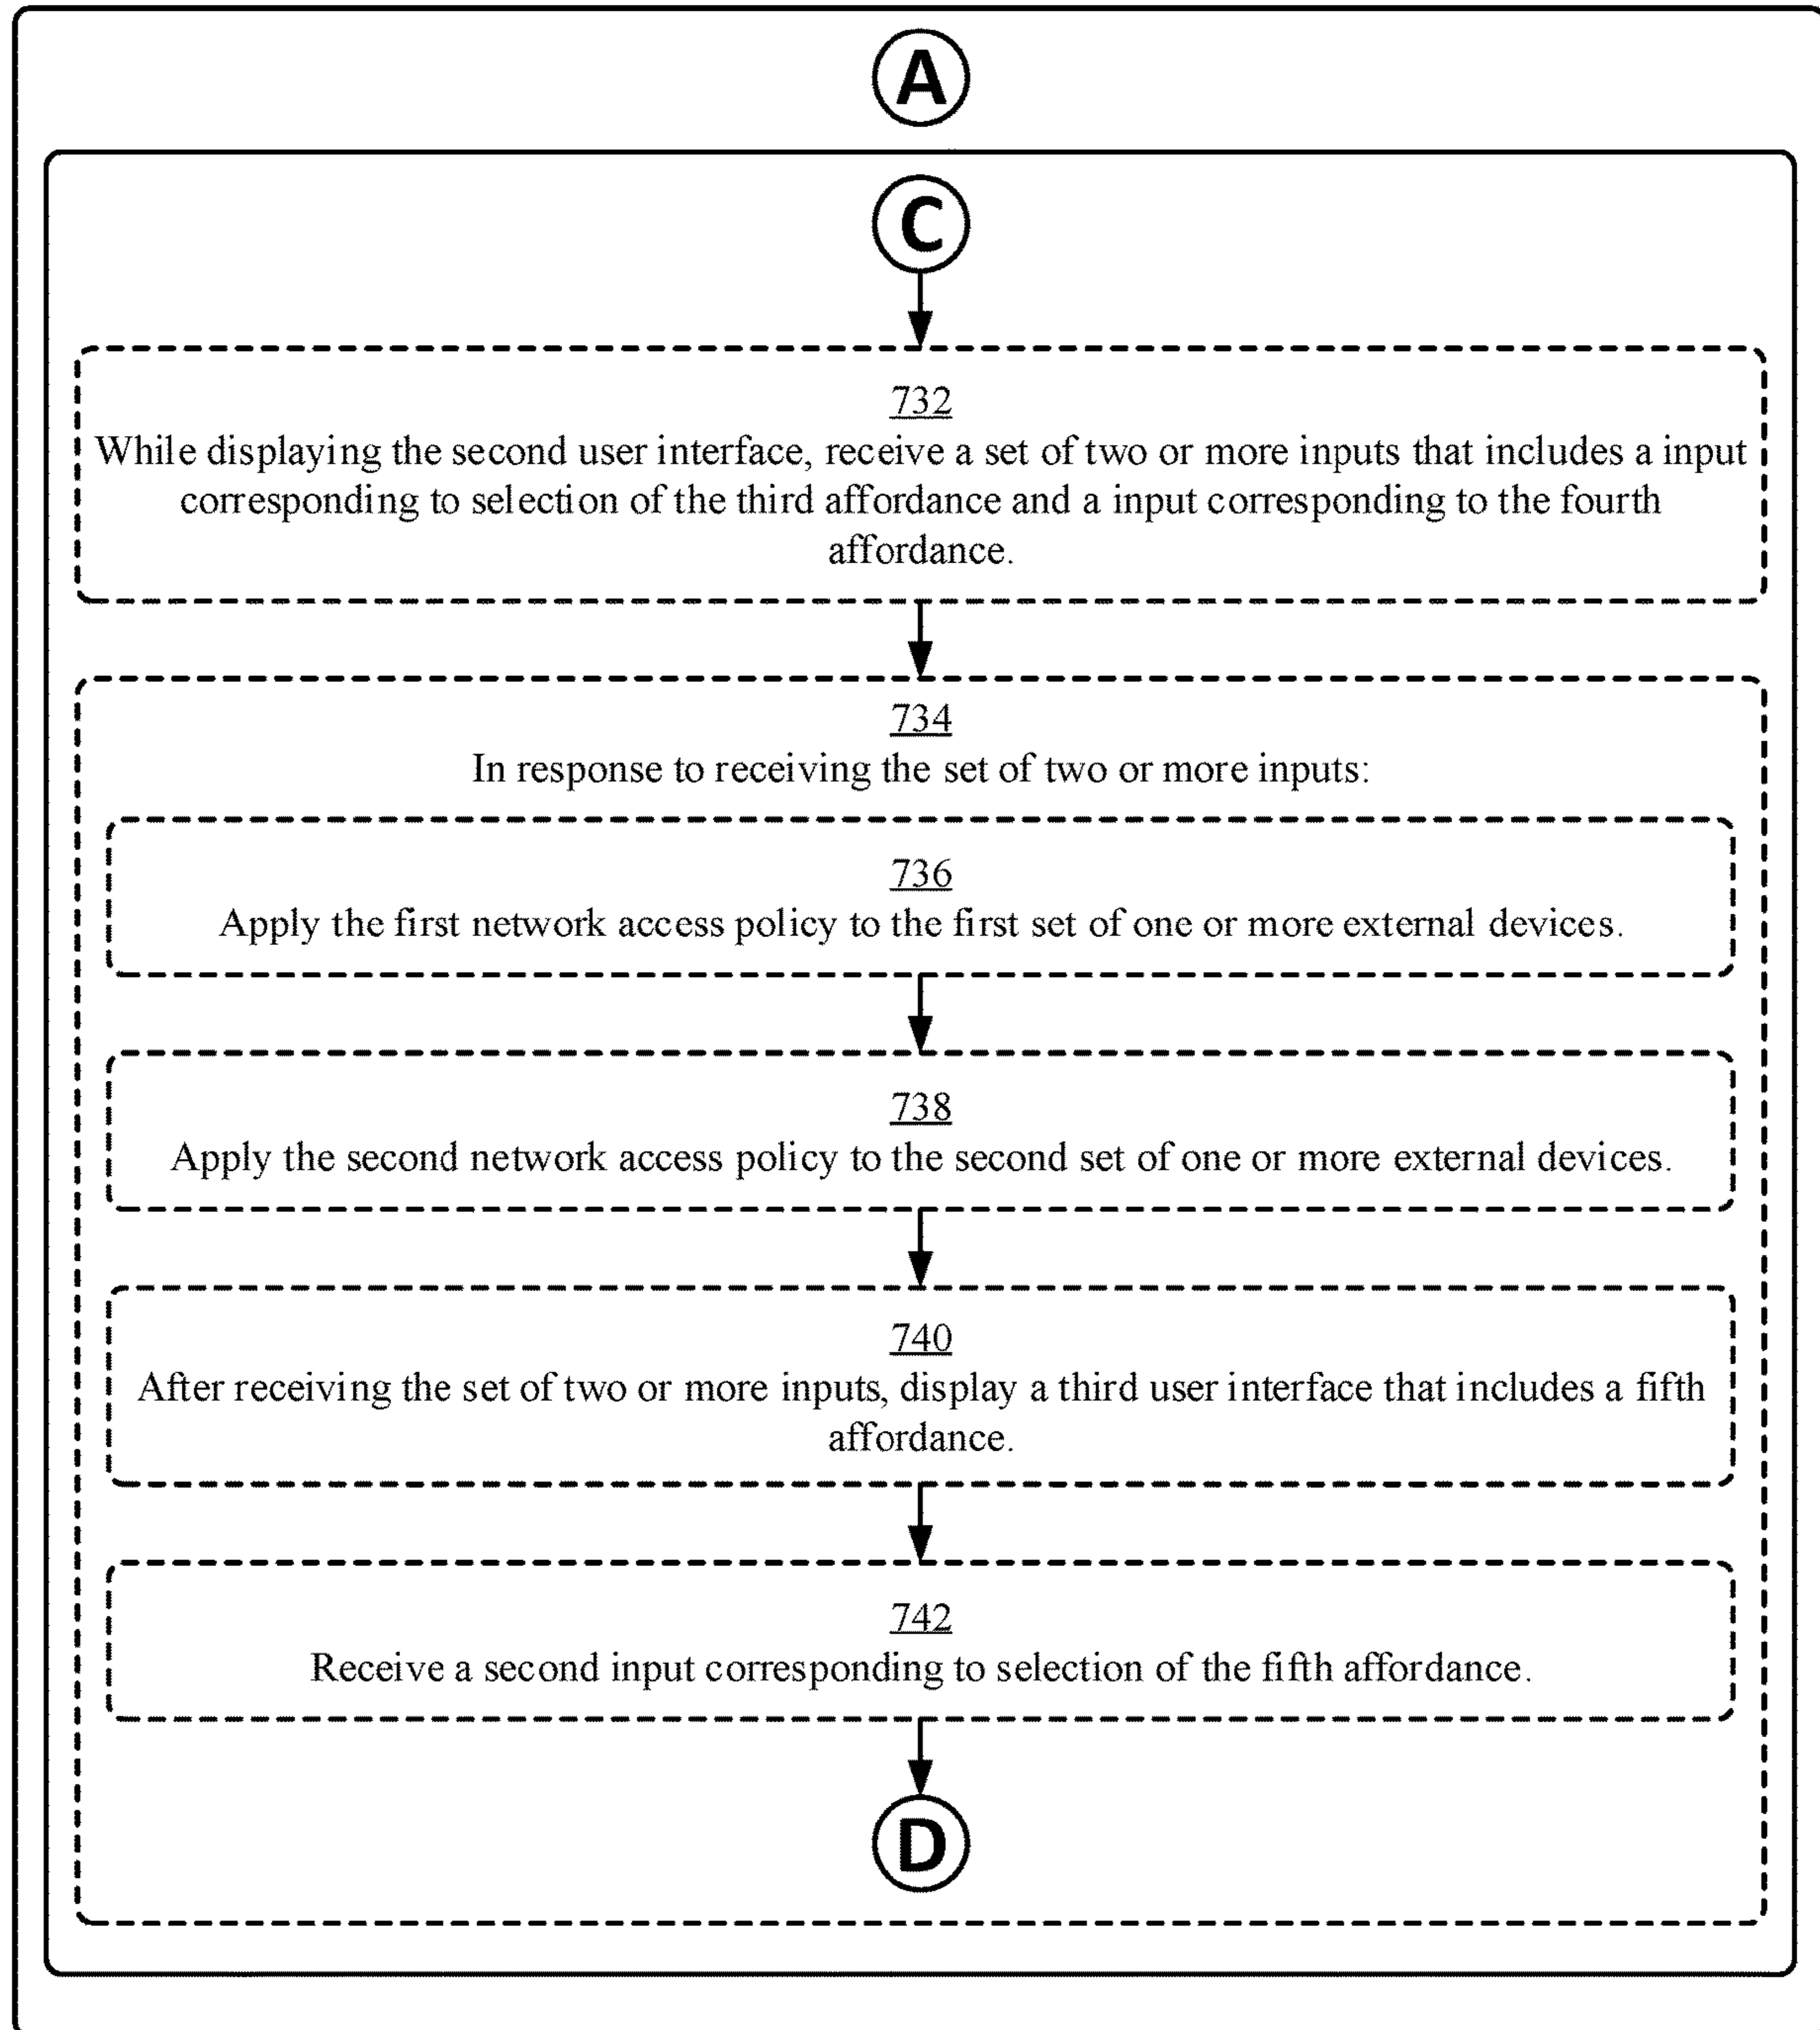 A
C
732
While displaying the second user interface, receive a set of two or more inputs that includes a input
corresponding to selection of the third affordance and a input corresponding to the fourth
affordance.
734
In response to receiving the set of two or more inputs:
736
Apply the first network access policy to the first set of one or more external devices.
738
Apply the second network access policy to the second set of one or more external devices.
740
After receiving the set of two or more inputs, display a third user interface that includes a fifth
affordance.
742
Receive a second input corresponding to selection of the fifth affordance.
D